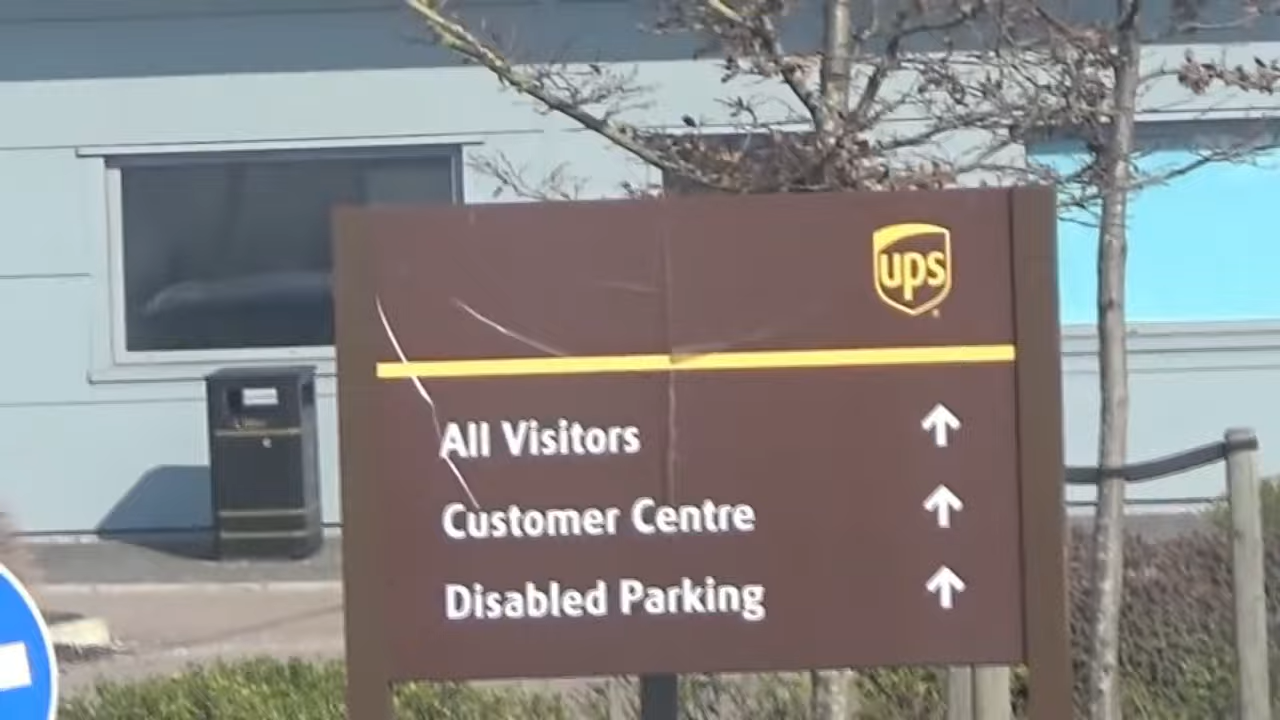 ups
All Visitors ↑
Customer Centre ↑
Disabled Parking ↑